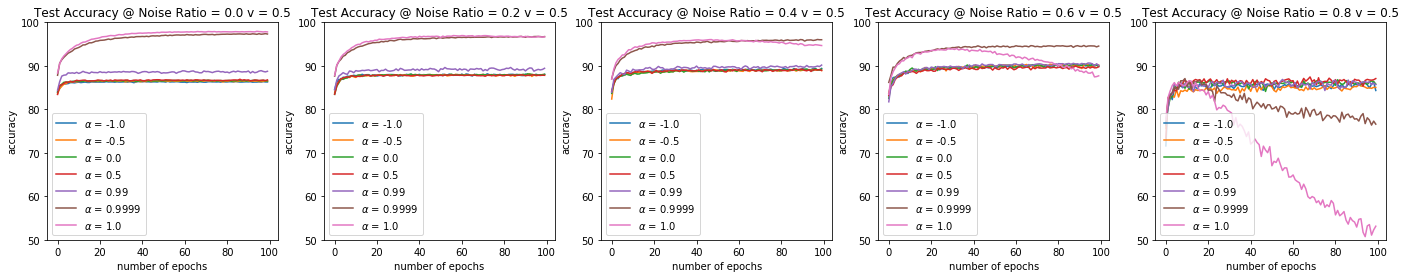 Test Accuracy @ Noise Ratio = 0.0 v = 0.5
100
90
80
70
60
50
accuracy
α = -1.0
α = -0.5
α = 0.0
α = 0.5
α = 0.99
α = 0.9999
α = 1.0
0 20 40 60 80 100
number of epochs
Test Accuracy @ Noise Ratio = 0.2 v = 0.5
100
90
80
70
60
50
accuracy
α = -1.0
α = -0.5
α = 0.0
α = 0.5
α = 0.99
α = 0.9999
α = 1.0
0 20 40 60 80 100
number of epochs
Test Accuracy @ Noise Ratio = 0.4 v = 0.5
100
90
80
70
60
50
accuracy
α = -1.0
α = -0.5
α = 0.0
α = 0.5
α = 0.99
α = 0.9999
α = 1.0
0 20 40 60 80 100
number of epochs
Test Accuracy @ Noise Ratio = 0.6 v = 0.5
100
90
80
70
60
50
accuracy
α = -1.0
α = -0.5
α = 0.0
α = 0.5
α = 0.99
α = 0.9999
α = 1.0
0 20 40 60 80 100
number of epochs
Test Accuracy @ Noise Ratio = 0.8 v = 0.5
100
90
80
70
60
50
accuracy
α = -1.0
α = -0.5
α = 0.0
α = 0.5
α = 0.99
α = 0.9999
α = 1.0
0 20 40 60 80 100
number of epochs